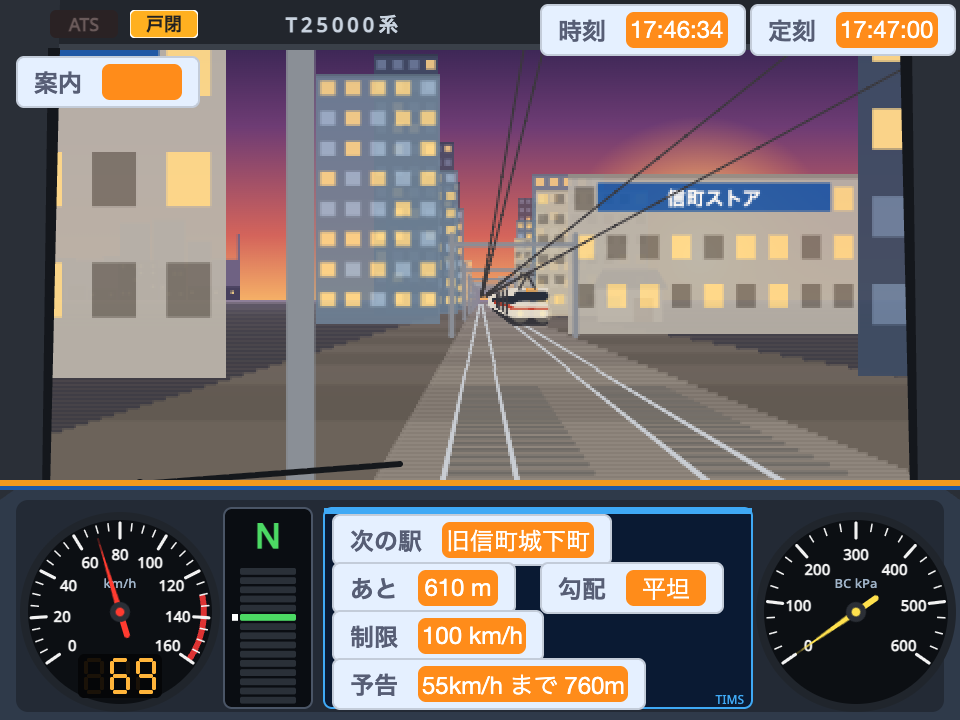 ATS 戸閉 T25000系 時刻 17:46:34 定刻 17:47:00
案内
信町ストア
N
次の駅 旧信町城下町
あと 610 m 勾配 平坦
制限 100 km/h
予告 55km/h まで 760m
TIMS
0 20 40 60 80 100 120 140 160
km/h
69
0 100 200 300 400 500 600
BC kPa